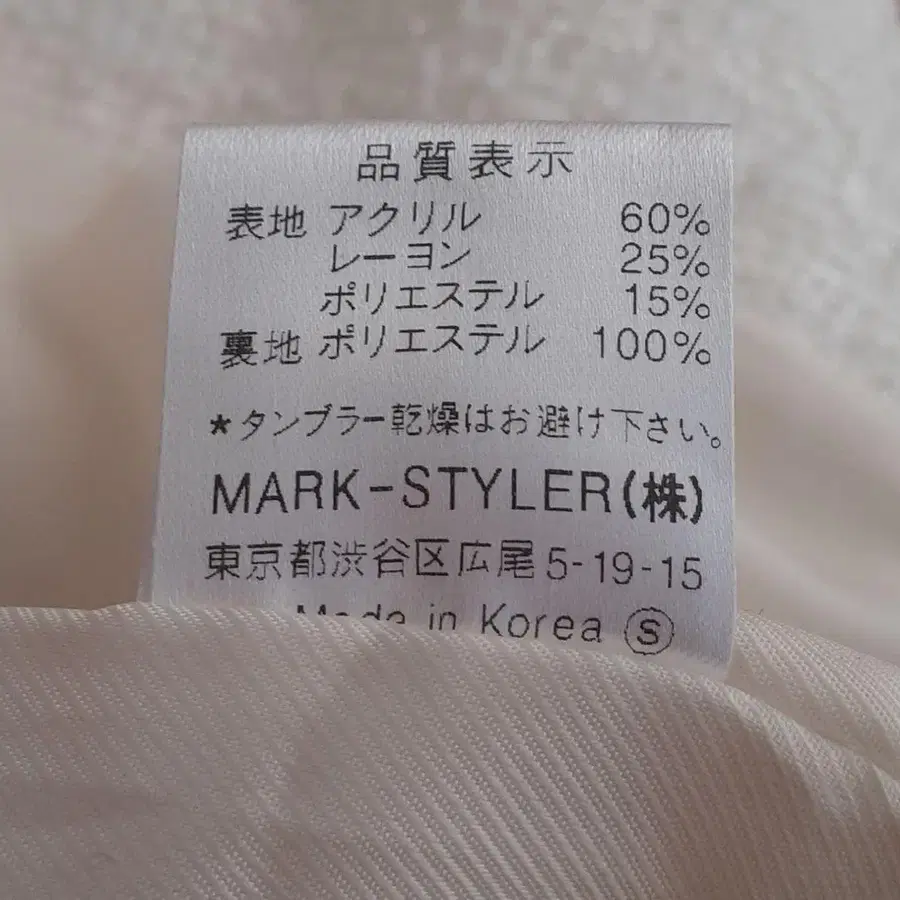 品質表示
表地 アクリル 60%
レーヨン 25%
ポリエステル 15%
裏地 ポリエステル 100%
*タンブラー乾燥はお避け下さい。
MARK-STYLER(株)
東京都渋谷区広尾5-19-15
Made in Korea Ⓢ